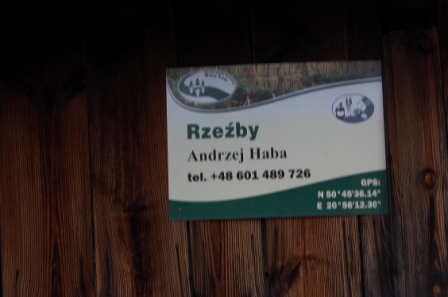 Rzeźby
Andrzej Haba
tel. +48 601 489 726
GPS:
N 50°45'36.14"
E 20°56'12.30"